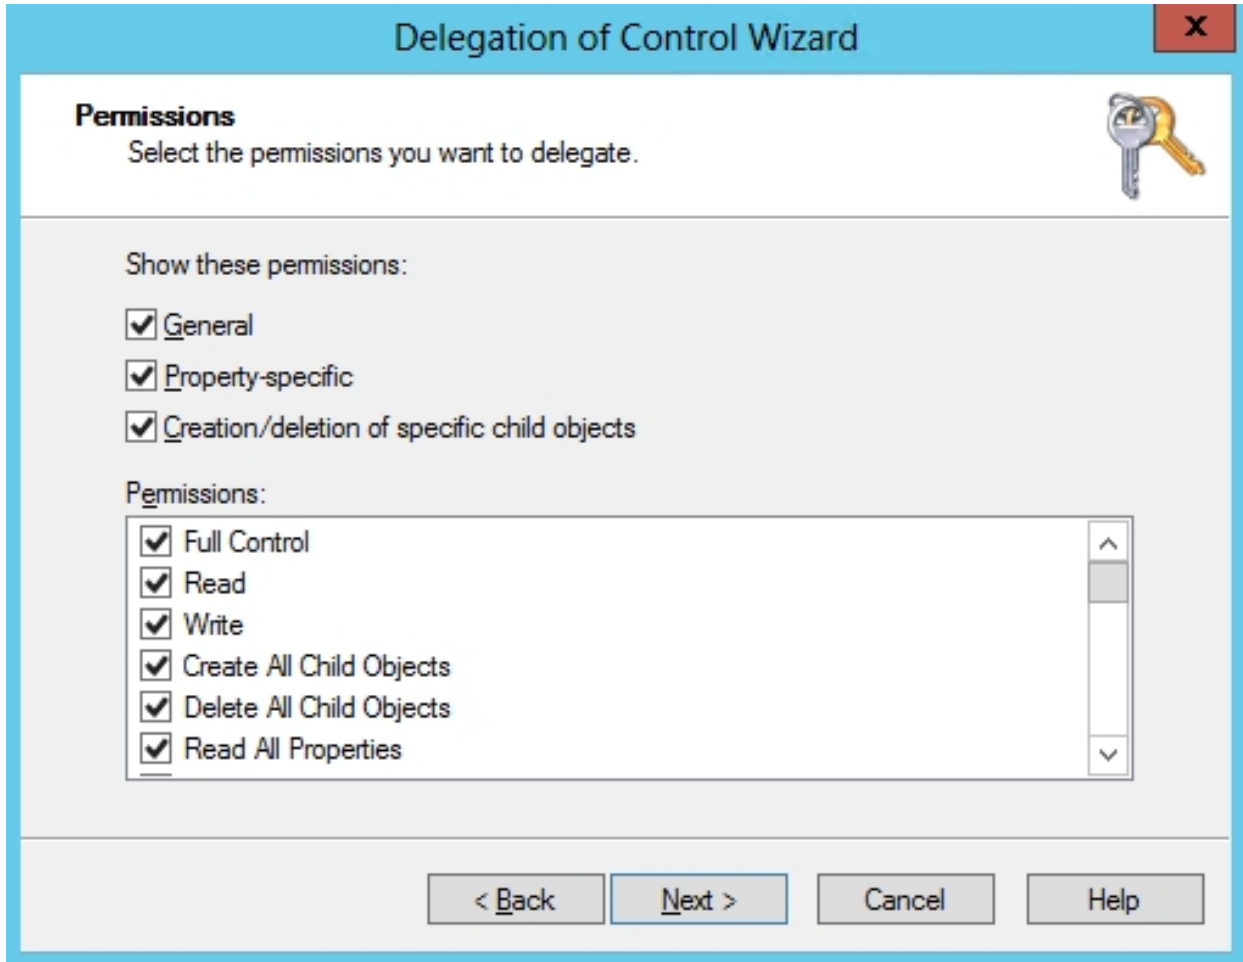 Delegation of Control Wizard
x
Permissions
Select the permissions you want to delegate.
Show these permissions:
General
Property-specific
Creation/deletion of specific child objects
Permissions:
Full Control
Read
Write
Create All Child Objects
Delete All Child Objects
Read All Properties
< Back Next > Cancel Help